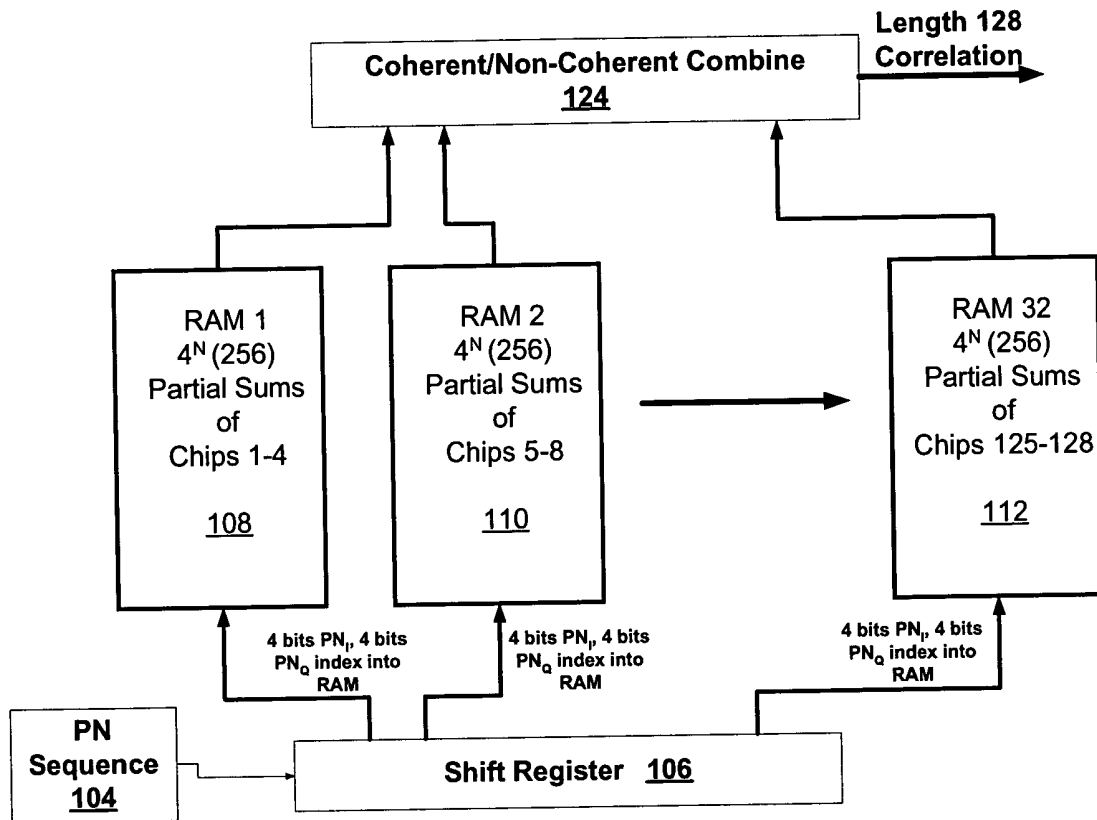 Length 128
Correlation
Coherent/Non-Coherent Combine
124
RAM 1
4^N (256)
Partial Sums
of
Chips 1-4
108
RAM 2
4^N (256)
Partial Sums
of
Chips 5-8
110
RAM 32
4^N (256)
Partial Sums
of
Chips 125-128
112
4 bits PN_I, 4 bits
PN_Q index into
RAM
4 bits PN_I, 4 bits
PN_Q index into
RAM
4 bits PN_I, 4 bits
PN_Q index into
RAM
PN
Sequence
104
Shift Register 106